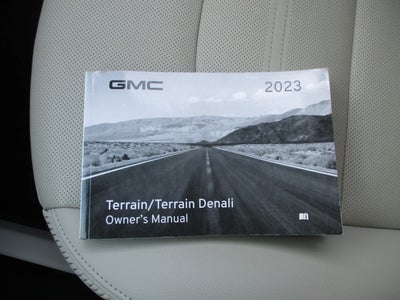 GMC 2023
Terrain/Terrain Denali
Owner's Manual